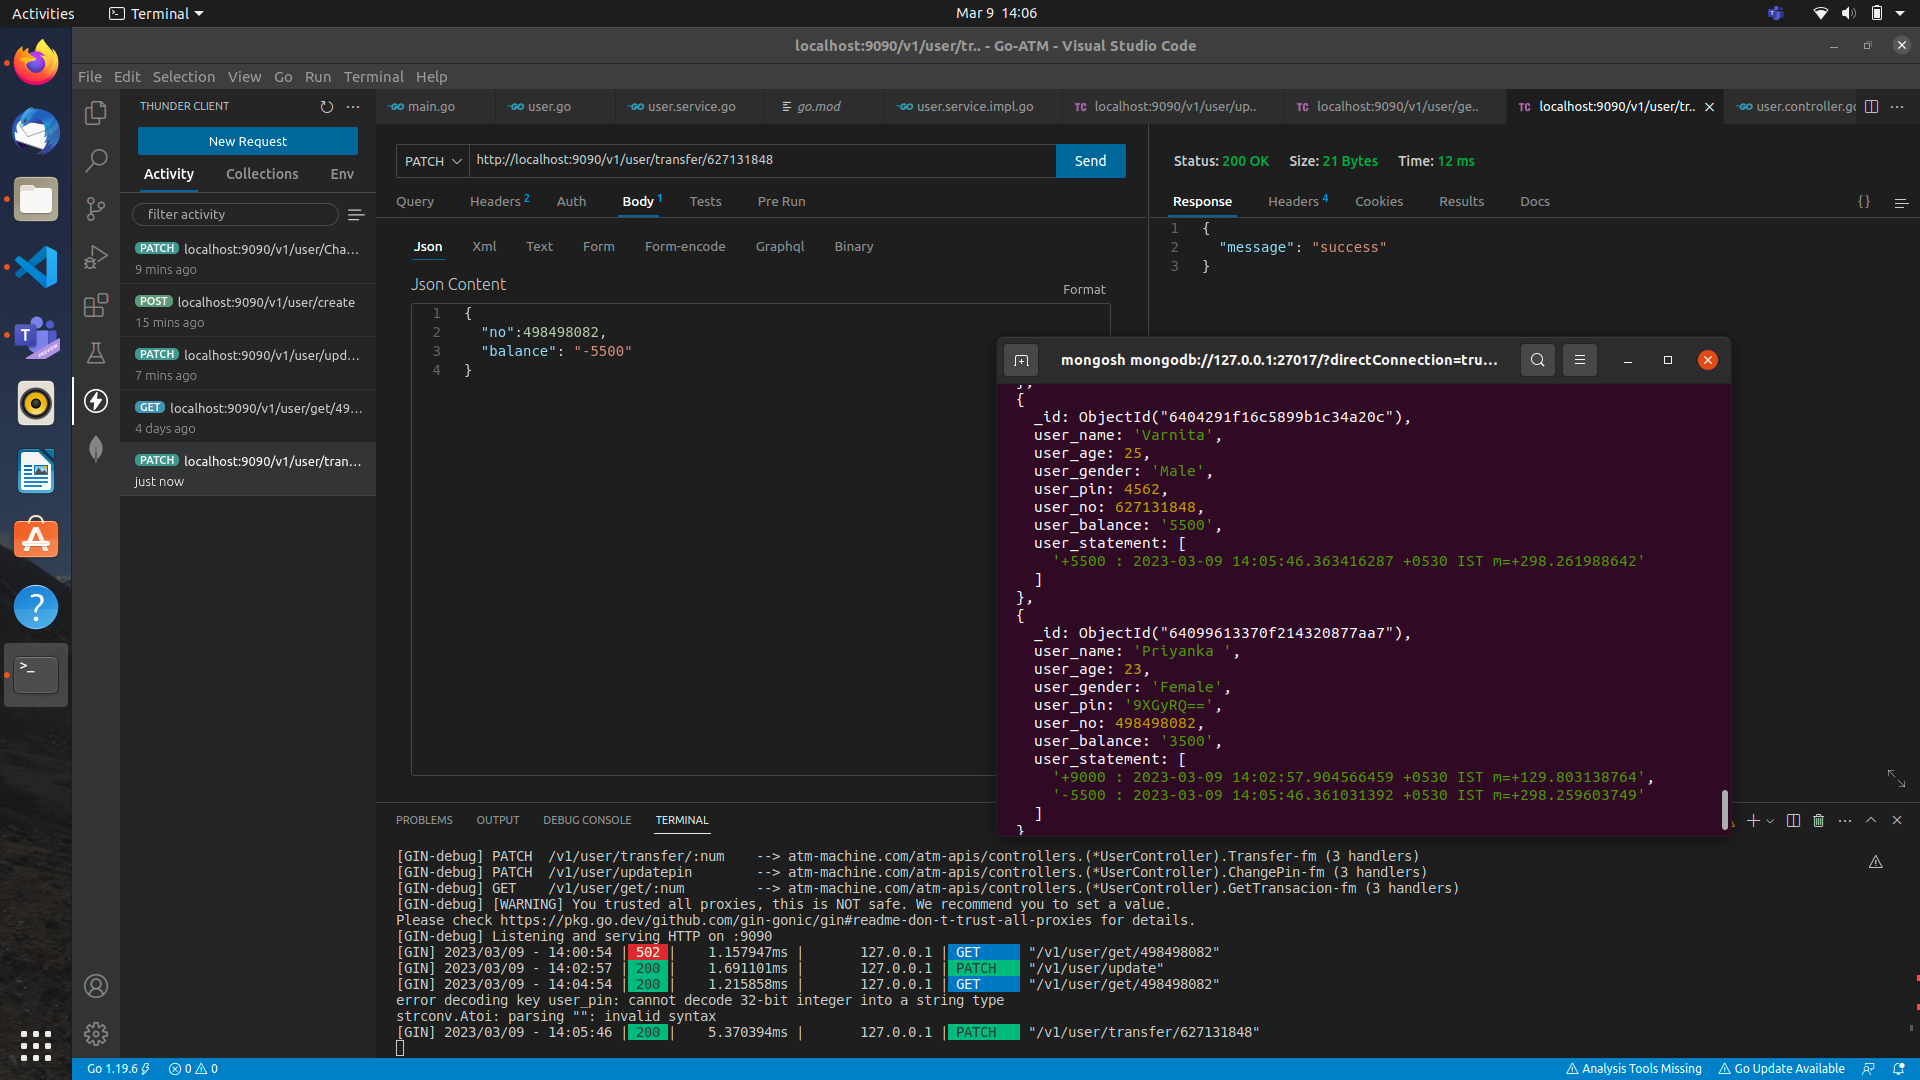 Activities
Terminal
Mar 9 14:06
localhost:9090/v1/user/tr.. - Go-ATM - Visual Studio Code
File Edit Selection View Go Run Terminal Help
THUNDER CLIENT
New Request
Activity Collections Env
filter activity
PATCH localhost:9090/v1/user/Cha...
9 mins ago
POST localhost:9090/v1/user/create
15 mins ago
PATCH localhost:9090/v1/user/upd...
7 mins ago
GET localhost:9090/v1/user/get/49...
4 days ago
PATCH localhost:9090/v1/user/tran...
just now
main.go
user.go
user.service.go
go.mod
user.service.impl.go
TC localhost:9090/v1/user/up..
TC localhost:9090/v1/user/ge..
TC localhost:9090/v1/user/tr..
user.controller.go
PATCH http://localhost:9090/v1/user/transfer/627131848 Send
Query Headers 2 Auth Body 1 Tests Pre Run
Json Xml Text Form Form-encode Graphql Binary
Json Content
Format
1 {
2 "no":498498082,
3 "balance": "-5500"
4 }
Status: 200 OK Size: 21 Bytes Time: 12 ms
Response Headers 4 Cookies Results Docs {}
1 {
2 "message": "success"
3 }
mongosh mongodb://127.0.0.1:27017/?directConnection=tru...
},
{
_id: ObjectId("6404291f16c5899b1c34a20c"),
user_name: 'Varnita',
user_age: 25,
user_gender: 'Male',
user_pin: 4562,
user_no: 627131848,
user_balance: '5500',
user_statement: [
'+5500 : 2023-03-09 14:05:46.363416287 +0530 IST m=+298.261988642'
]
},
{
_id: ObjectId("64099613370f214320877aa7"),
user_name: 'Priyanka ',
user_age: 23,
user_gender: 'Female',
user_pin: '9XGyRQ==',
user_no: 498498082,
user_balance: '3500',
user_statement: [
'+9000 : 2023-03-09 14:02:57.904566459 +0530 IST m=+129.803138764',
'-5500 : 2023-03-09 14:05:46.361031392 +0530 IST m=+298.259603749'
]
}
PROBLEMS OUTPUT DEBUG CONSOLE TERMINAL
[GIN-debug] PATCH /v1/user/transfer/:num --> atm-machine.com/atm-apis/controllers.(*UserController).Transfer-fm (3 handlers)
[GIN-debug] PATCH /v1/user/updatepin --> atm-machine.com/atm-apis/controllers.(*UserController).ChangePin-fm (3 handlers)
[GIN-debug] GET /v1/user/get/:num --> atm-machine.com/atm-apis/controllers.(*UserController).GetTransacion-fm (3 handlers)
[GIN-debug] [WARNING] You trusted all proxies, this is NOT safe. We recommend you to set a value.
Please check https://pkg.go.dev/github.com/gin-gonic/gin#readme-don-t-trust-all-proxies for details.
[GIN-debug] Listening and serving HTTP on :9090
[GIN] 2023/03/09 - 14:00:54 | 502 | 1.157947ms | 127.0.0.1 | GET "/v1/user/get/498498082"
[GIN] 2023/03/09 - 14:02:57 | 200 | 1.691101ms | 127.0.0.1 | PATCH "/v1/user/update"
[GIN] 2023/03/09 - 14:04:54 | 200 | 1.215858ms | 127.0.0.1 | GET "/v1/user/get/498498082"
error decoding key user_pin: cannot decode 32-bit integer into a string type
strconv.Atoi: parsing "": invalid syntax
[GIN] 2023/03/09 - 14:05:46 | 200 | 5.370394ms | 127.0.0.1 | PATCH "/v1/user/transfer/627131848"
Go 1.19.6
0 0
Analysis Tools Missing
Go Update Available